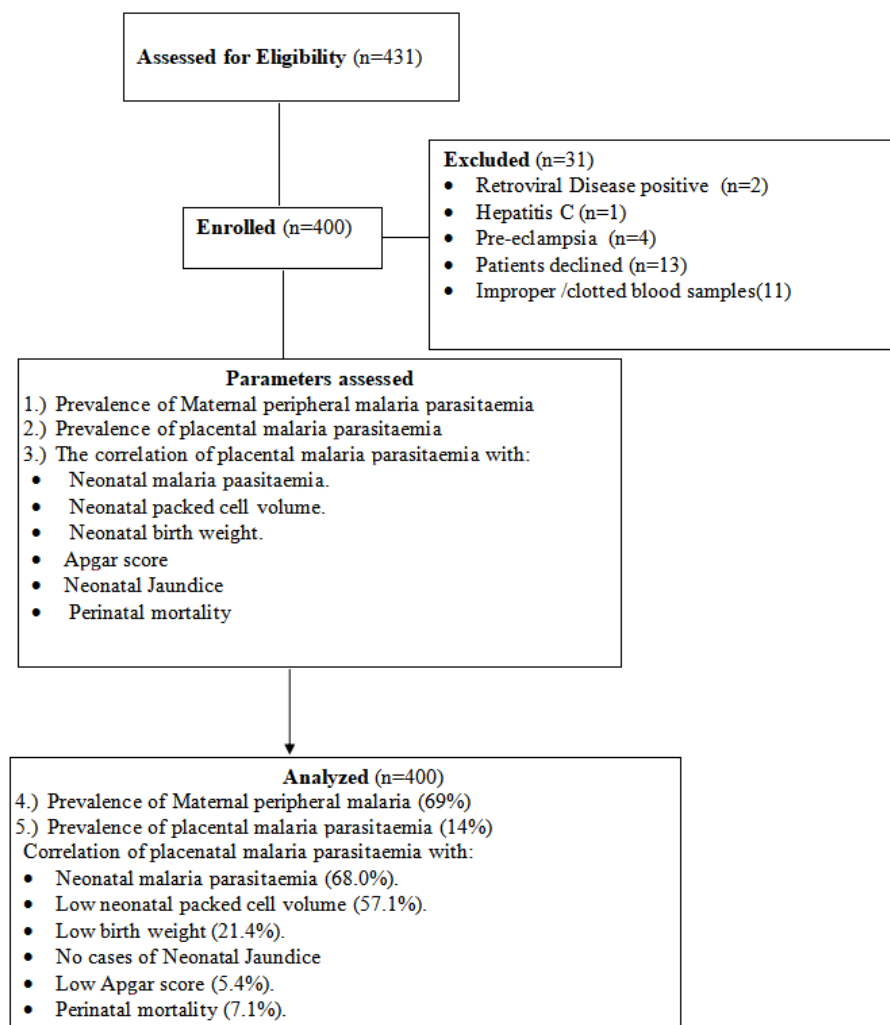 Assessed for Eligibility (n=431)
Excluded (n=31)
• Retroviral Disease positive (n=2)
• Hepatitis C (n=1)
• Pre-eclampsia (n=4)
• Patients declined (n=13)
• Improper /clotted blood samples(11)
Enrolled (n=400)
Parameters assessed
1.) Prevalence of Maternal peripheral malaria parasitaemia
2.) Prevalence of placental malaria parasitaemia
3.) The correlation of placental malaria parasitaemia with:
• Neonatal malaria paasitaemia.
• Neonatal packed cell volume.
• Neonatal birth weight.
• Apgar score
• Neonatal Jaundice
• Perinatal mortality
Analyzed (n=400)
4.) Prevalence of Maternal peripheral malaria (69%)
5.) Prevalence of placental malaria parasitaemia (14%)
Correlation of placenatal malaria parasitaemia with:
• Neonatal malaria parasitaemia (68.0%).
• Low neonatal packed cell volume (57.1%).
• Low birth weight (21.4%).
• No cases of Neonatal Jaundice
• Low Apgar score (5.4%).
• Perinatal mortality (7.1%).